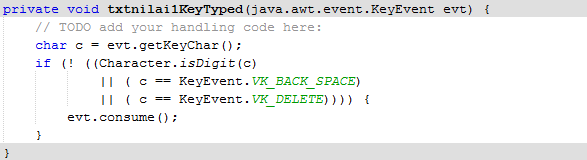 private void txtnilai1KeyTyped(java.awt.event.KeyEvent evt) {
// TODO add your handling code here:
char c = evt.getKeyChar();
if (! ((Character.isDigit(c)
|| ( c == KeyEvent.VK_BACK_SPACE)
|| ( c == KeyEvent.VK_DELETE)))) {
evt.consume();
}
}